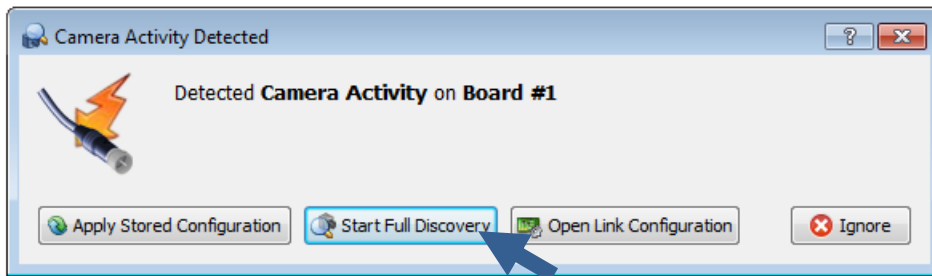 Camera Activity Detected
Detected Camera Activity on Board #1
Apply Stored Configuration Start Full Discovery Open Link Configuration Ignore